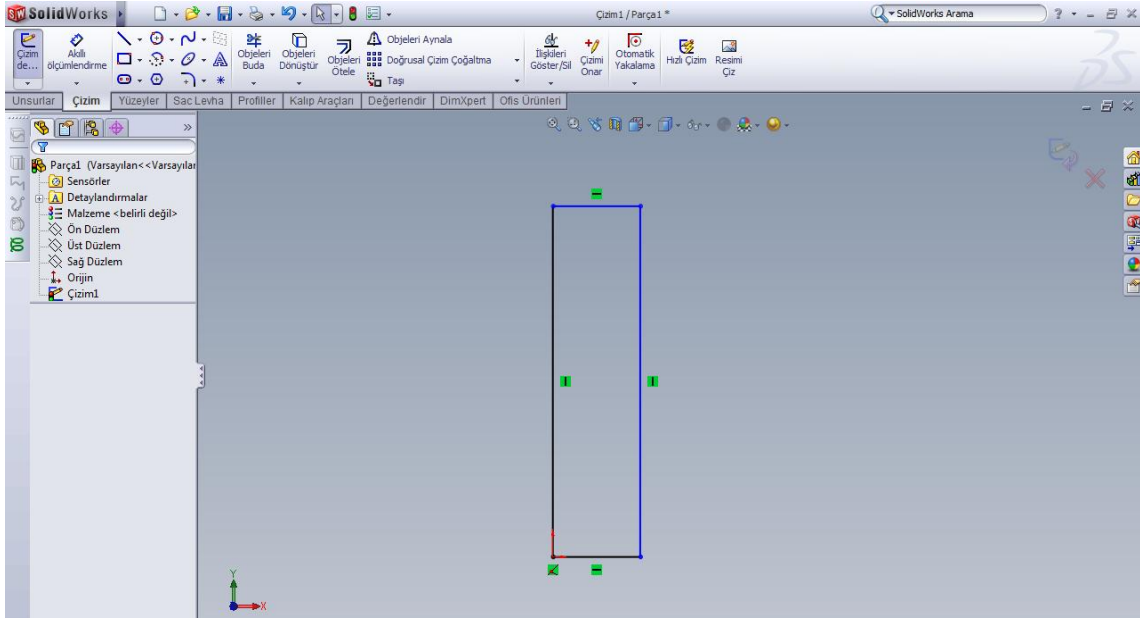 SolidWorks
Çizim1 / Parça1 *
SolidWorks Arama
Çizim de...
Akıllı ölçümlendirme
Objeleri Buda
Objeleri Dönüştür
Objeleri Ötele
Objeleri Aynala
Doğrusal Çizim Çoğaltma
Taşı
İlişkileri Göster/Sil
Çizimi Onar
Otomatik Yakalama
Hızlı Çizim
Resimi Çiz
Unsurlar Çizim Yüzeyler Sac Levha Profiller Kalıp Araçları Değerlendir DimXpert Ofis Ürünleri
Parça1 (Varsayılan<<Varsayılan
Sensörler
Detaylandırmalar
Malzeme <belirli değil>
Ön Düzlem
Üst Düzlem
Sağ Düzlem
Orijin
Çizim1
Y
X